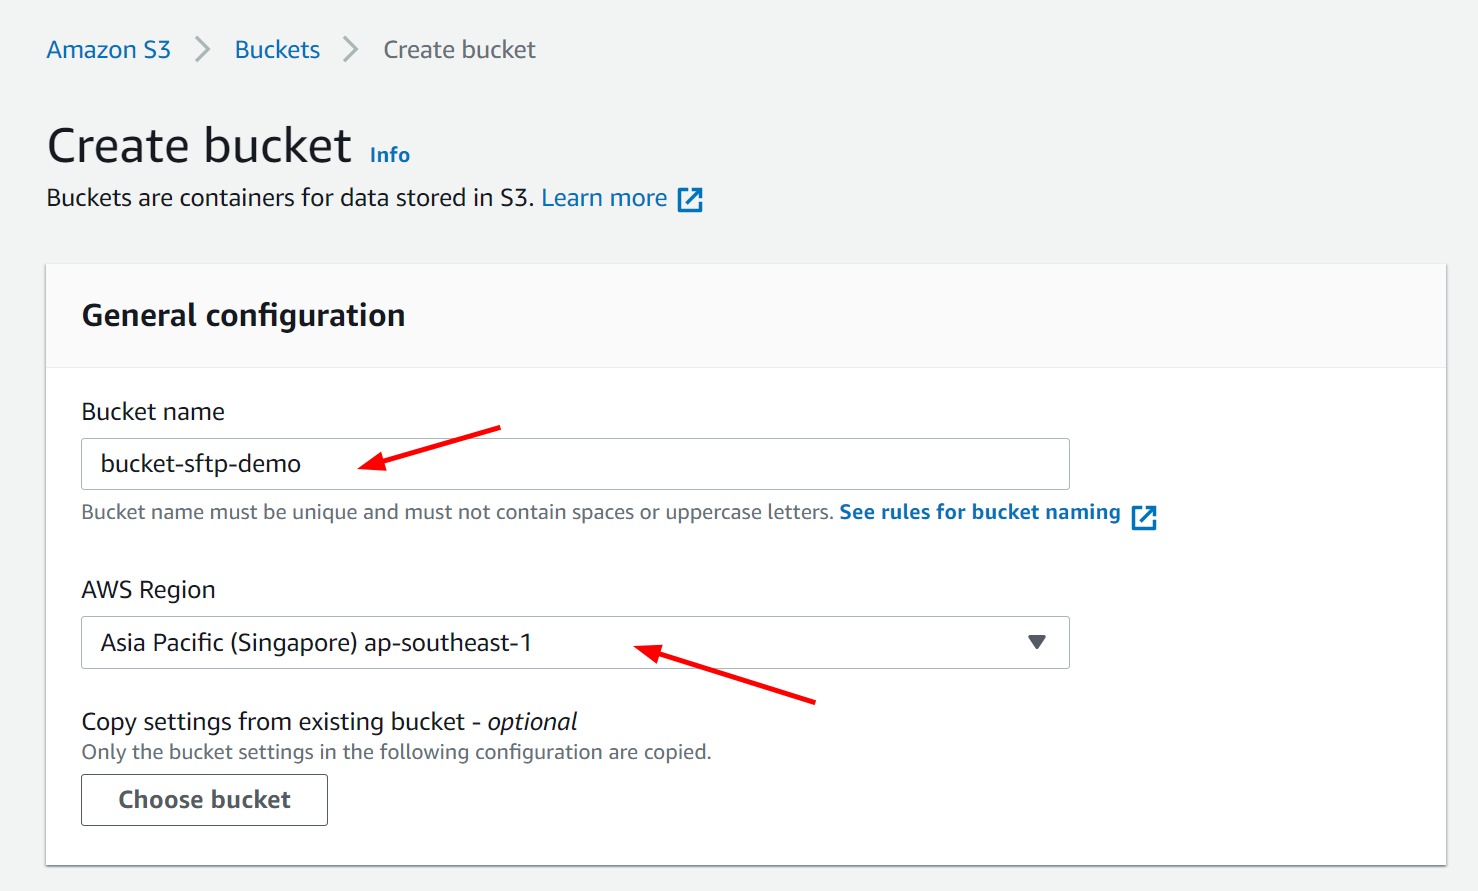 Amazon S3 > Buckets > Create bucket
Create bucket Info
Buckets are containers for data stored in S3. Learn more
General configuration
Bucket name
bucket-sftp-demo
Bucket name must be unique and must not contain spaces or uppercase letters. See rules for bucket naming
AWS Region
Asia Pacific (Singapore) ap-southeast-1
Copy settings from existing bucket - optional
Only the bucket settings in the following configuration are copied.
Choose bucket